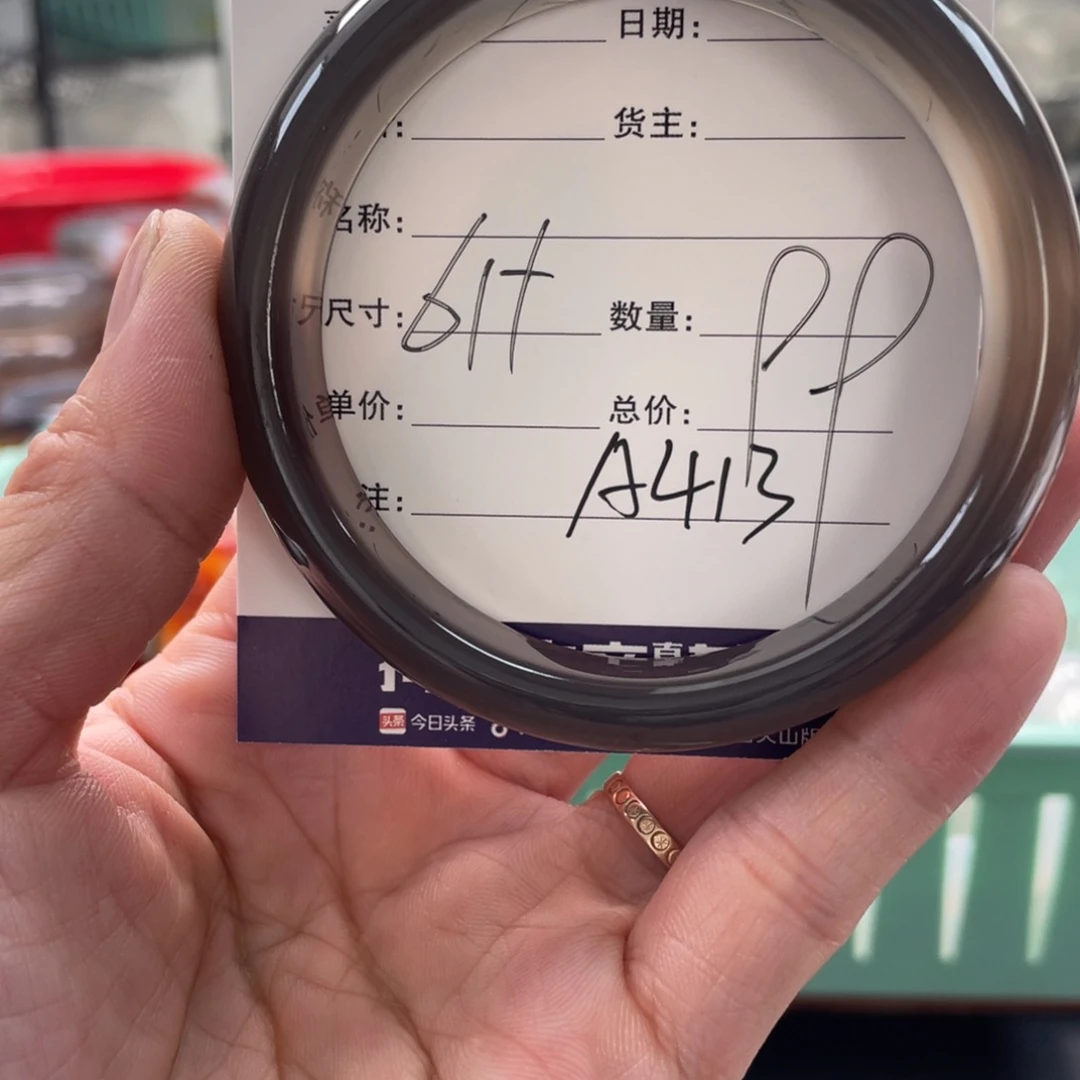 日期:
货主:
名称:
尺寸: 61+ 数量:
单价: 总价:
注: A413
今日头条